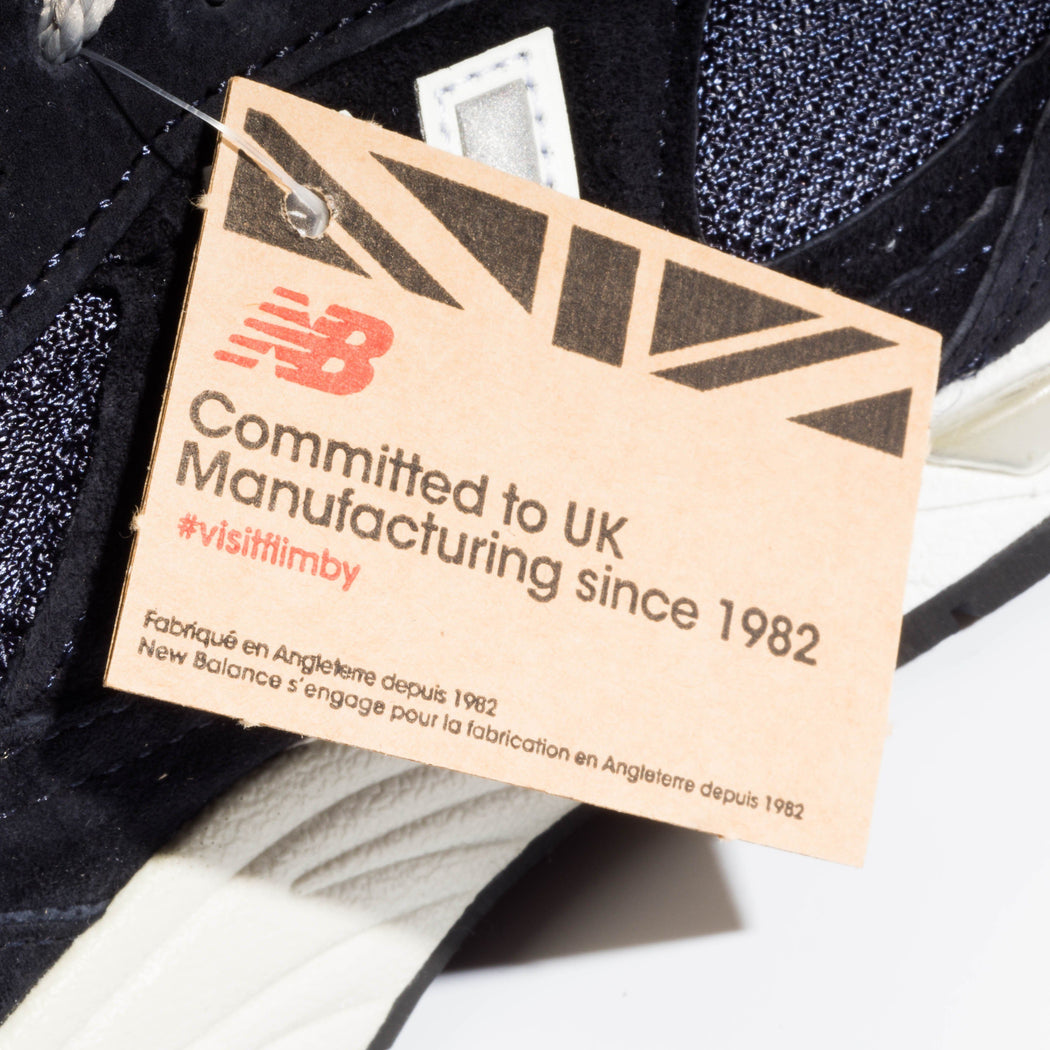 NB
Committed to UK
Manufacturing since 1982
#visitflimby
Fabriqué en Angleterre depuis 1982
New Balance s'engage pour la fabrication en Angleterre depuis 1982